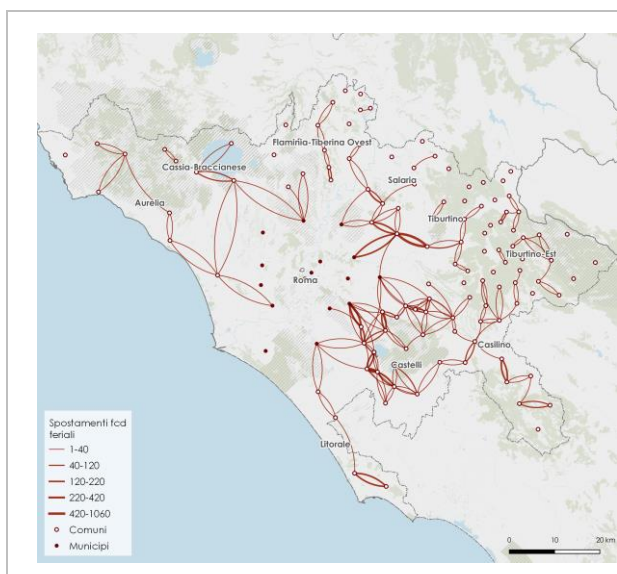 Flaminia-Tiberina Ovest
Cassia-Braccianese
Salaria
Aurelia
Tiburtino
Tiburtino-Est
Roma
Casilino
Castelli
Litorale
Spostamenti fcd
feriali
1-40
40-120
120-220
220-420
420-1060
Comuni
Municipi
0 10 20 km